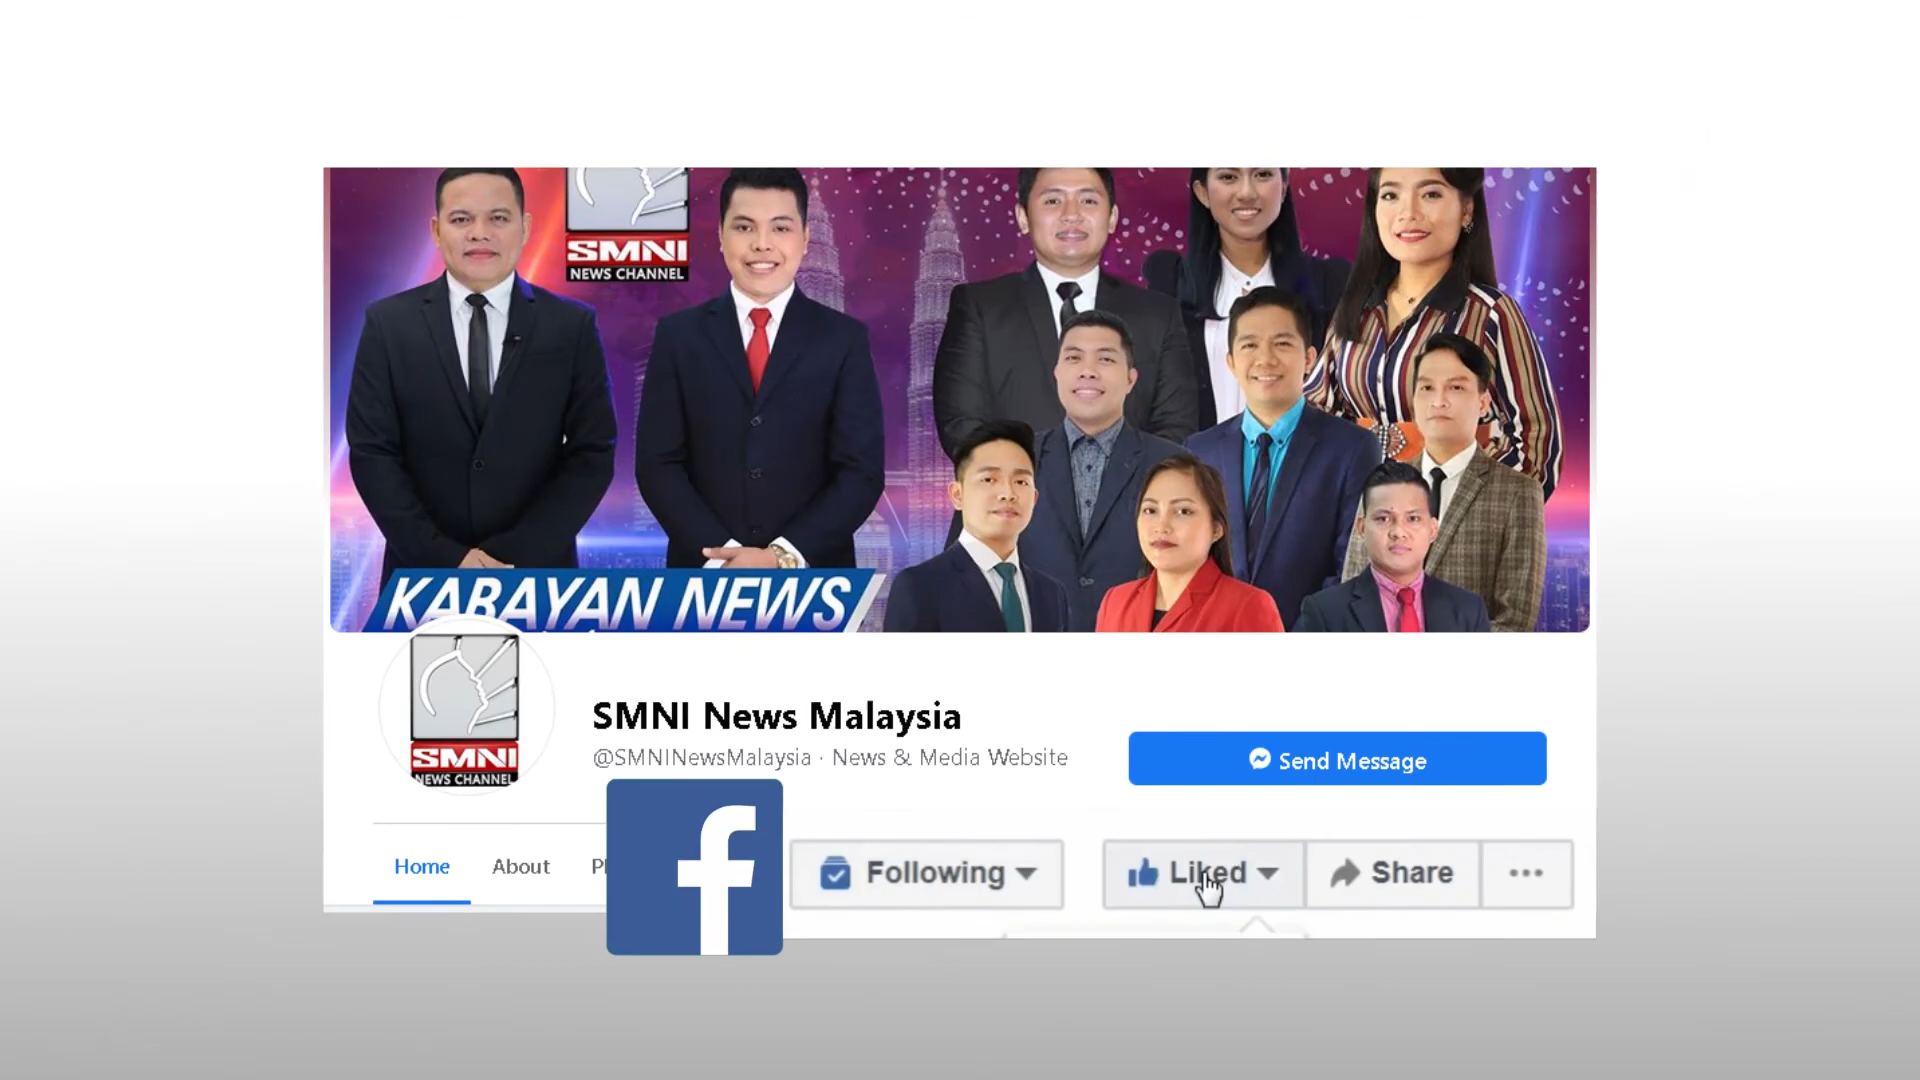 SMNI
NEWS CHANNEL
KABAYAN NEWS
SMNI
NEWS CHANNEL
SMNI News Malaysia
@SMNINewsMalaysia · News & Media Website
Send Message
Home
About
f
Following
Liked
Share